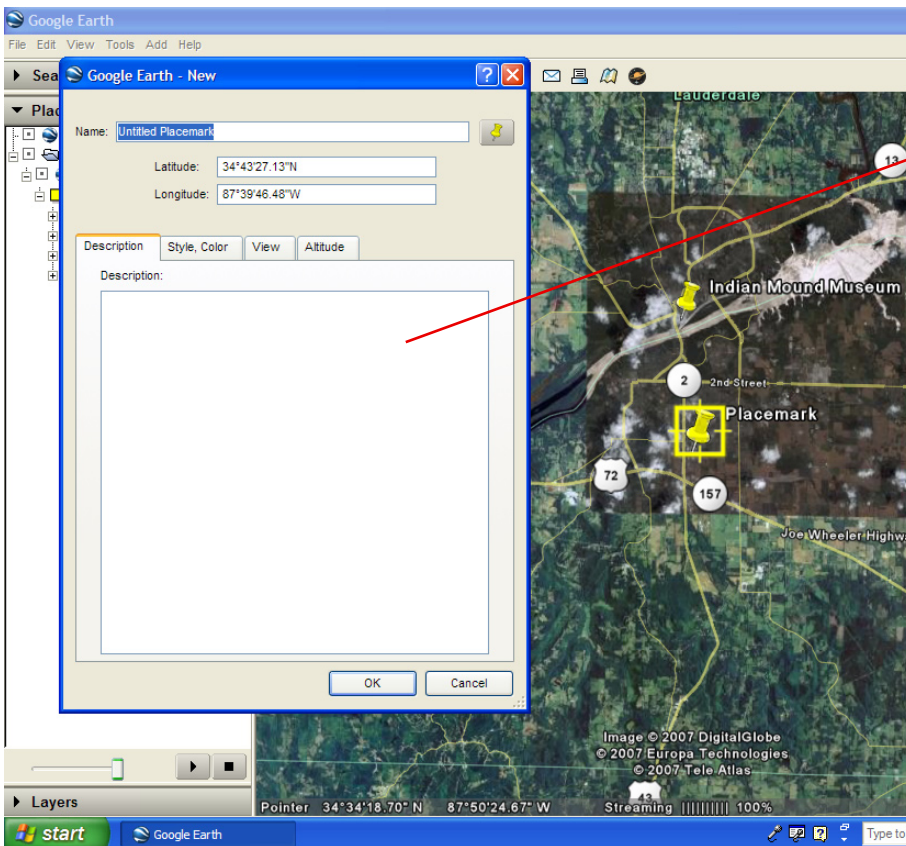 Google Earth
File Edit View Tools Add Help
Sea
Google Earth - New
Plac
Name: Untitled Placemark
Latitude: 34°43'27.13"N
Longitude: 87°39'46.48"W
Description Style, Color View Altitude
Description:
OK Cancel
Layers
Lauderdale
13
Indian Mound Museum
2 2nd Street
Placemark
72
157
Joe Wheeler Highw
Image © 2007 DigitalGlobe
© 2007 Europa Technologies
© 2007 Tele Atlas
43
Pointer 34°34'18.70" N 87°50'24.67" W Streaming |||||||||| 100%
start Google Earth Type to